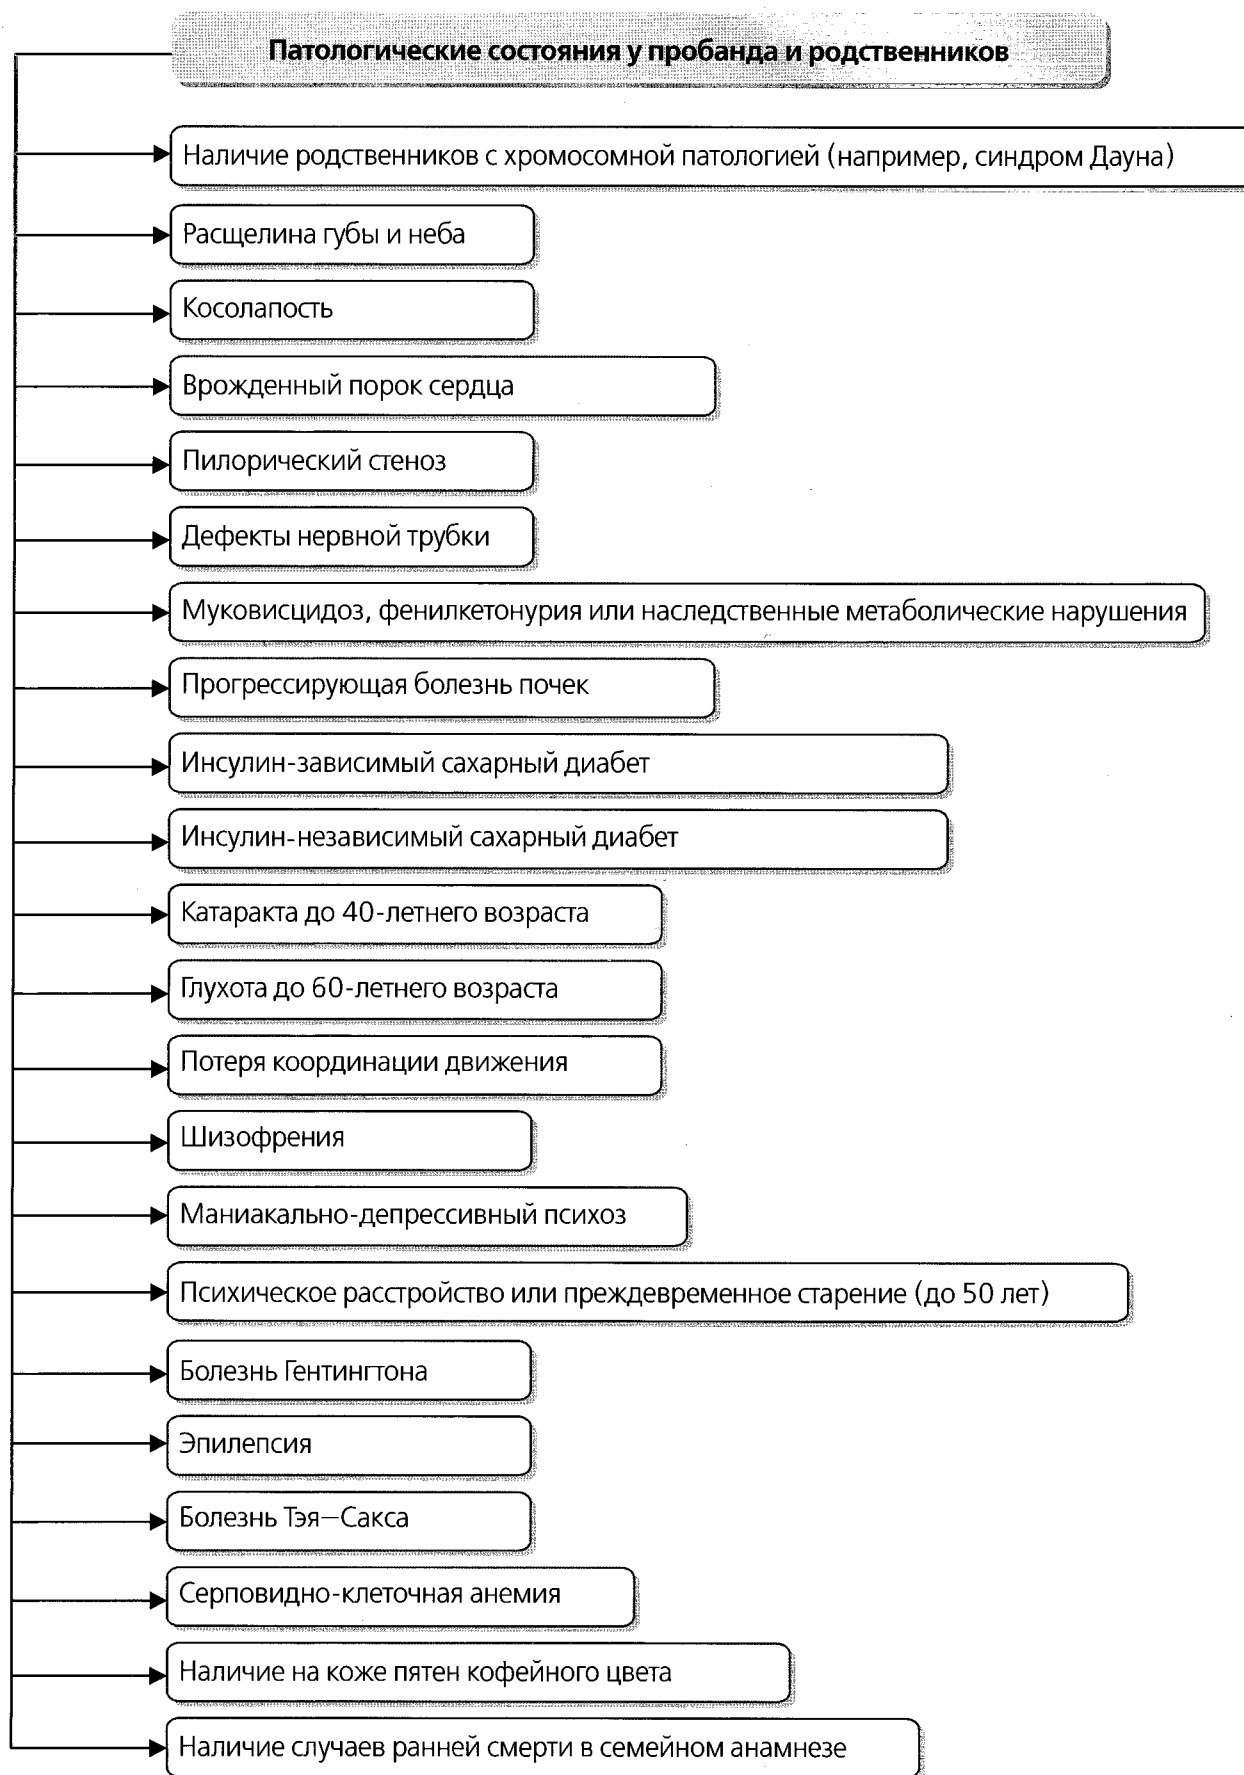 Патологические состояния у пробанда и родственников
Наличие родственников с хромосомной патологией (например, синдром Дауна)
Расщелина губы и неба
Косолапость
Врожденный порок сердца
Пилорический стеноз
Дефекты нервной трубки
Муковисцидоз, фенилкетонурия или наследственные метаболические нарушения
Прогрессирующая болезнь почек
Инсулин-зависимый сахарный диабет
Инсулин-независимый сахарный диабет
Катаракта до 40-летнего возраста
Глухота до 60-летнего возраста
Потеря координации движения
Шизофрения
Маниакально-депрессивный психоз
Психическое расстройство или преждевременное старение (до 50 лет)
Болезнь Гентингтона
Эпилепсия
Болезнь Тэя—Сакса
Серповидно-клеточная анемия
Наличие на коже пятен кофейного цвета
Наличие случаев ранней смерти в семейном анамнезе